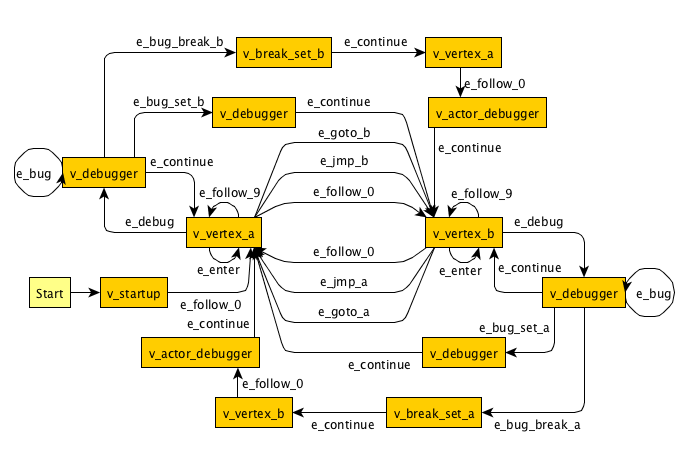 e_bug_break_b
v_break_set_b
e_continue
v_vertex_a
e_follow_0
e_bug_set_b
v_debugger
e_continue
v_actor_debugger
e_goto_b
e_continue
e_bug
v_debugger
e_continue
e_jmp_b
e_follow_9
e_follow_0
e_follow_9
e_debug
v_vertex_a
v_vertex_b
e_debug
e_enter
e_follow_0
e_enter
e_continue
Start
v_startup
e_jmp_a
v_debugger
e_bug
e_follow_0
e_goto_a
e_continue
e_bug_set_a
v_actor_debugger
v_debugger
e_continue
e_follow_0
v_vertex_b
e_continue
v_break_set_a
e_bug_break_a